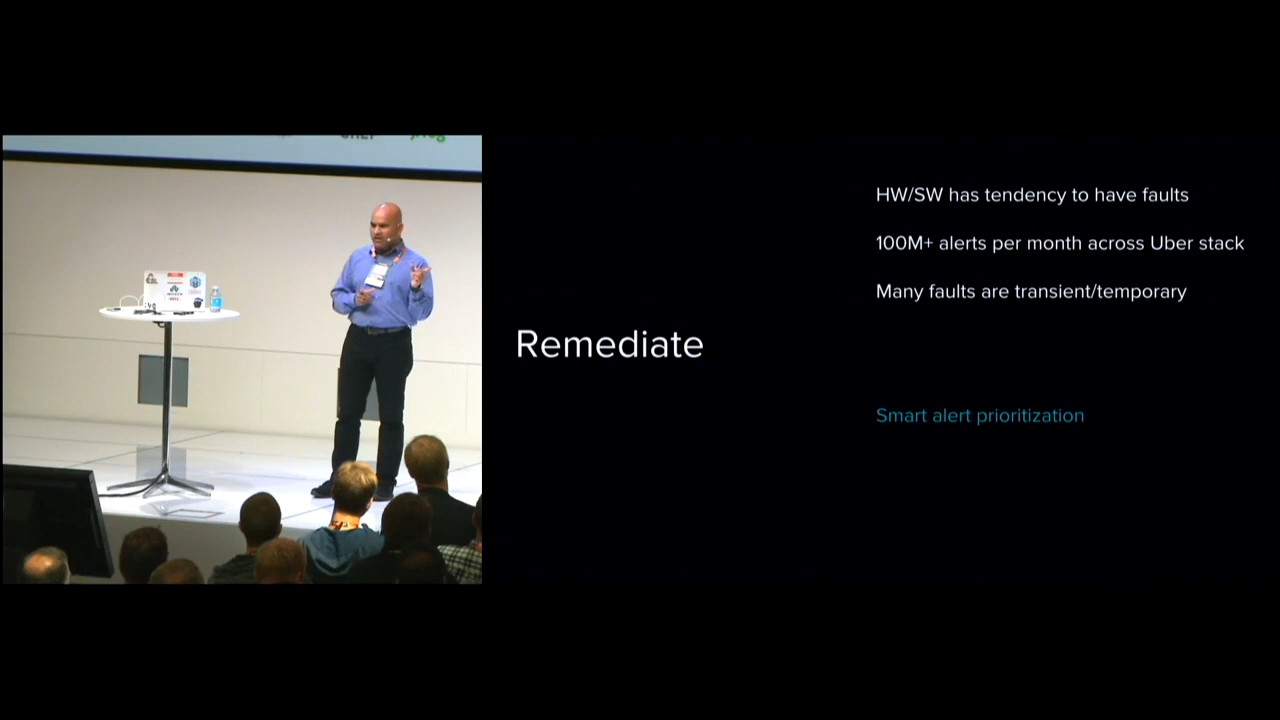 Remediate
HW/SW has tendency to have faults
100M+ alerts per month across Uber stack
Many faults are transient/temporary
Smart alert prioritization